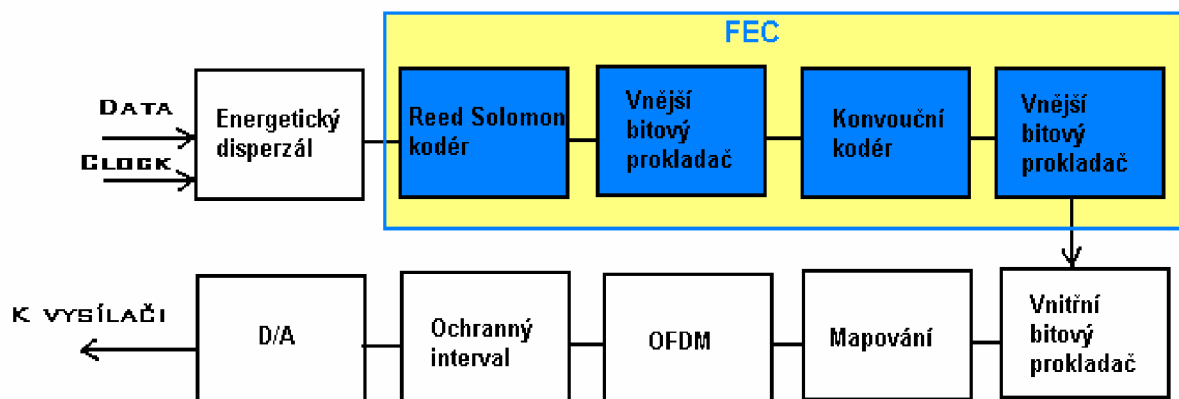 FEC
DATA
CLOCK
Energetický
disperzál
Reed Solomon
kodér
Vnější
bitový
prokladač
Konvouční
kodér
Vnější
bitový
prokladač
K VYSÍLAČI
D/A
Ochranný
interval
OFDM
Mapování
Vnitřní
bitový
prokladač